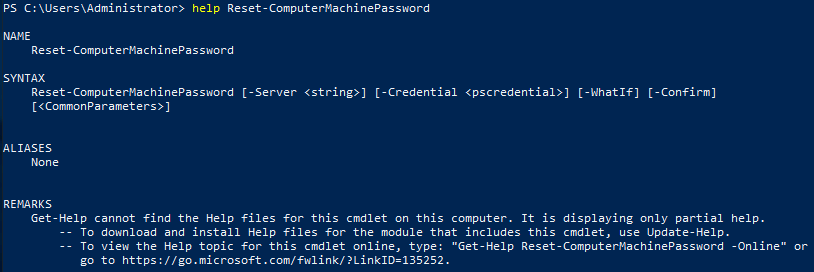 PS C:\Users\Administrator> help Reset-ComputerMachinePassword
NAME
Reset-ComputerMachinePassword
SYNTAX
Reset-ComputerMachinePassword [-Server <string>] [-Credential <pscredential>] [-WhatIf] [-Confirm]
[<CommonParameters>]
ALIASES
None
REMARKS
Get-Help cannot find the Help files for this cmdlet on this computer. It is displaying only partial help.
-- To download and install Help files for the module that includes this cmdlet, use Update-Help.
-- To view the Help topic for this cmdlet online, type: "Get-Help Reset-ComputerMachinePassword -Online" or
go to https://go.microsoft.com/fwlink/?LinkID=135252.